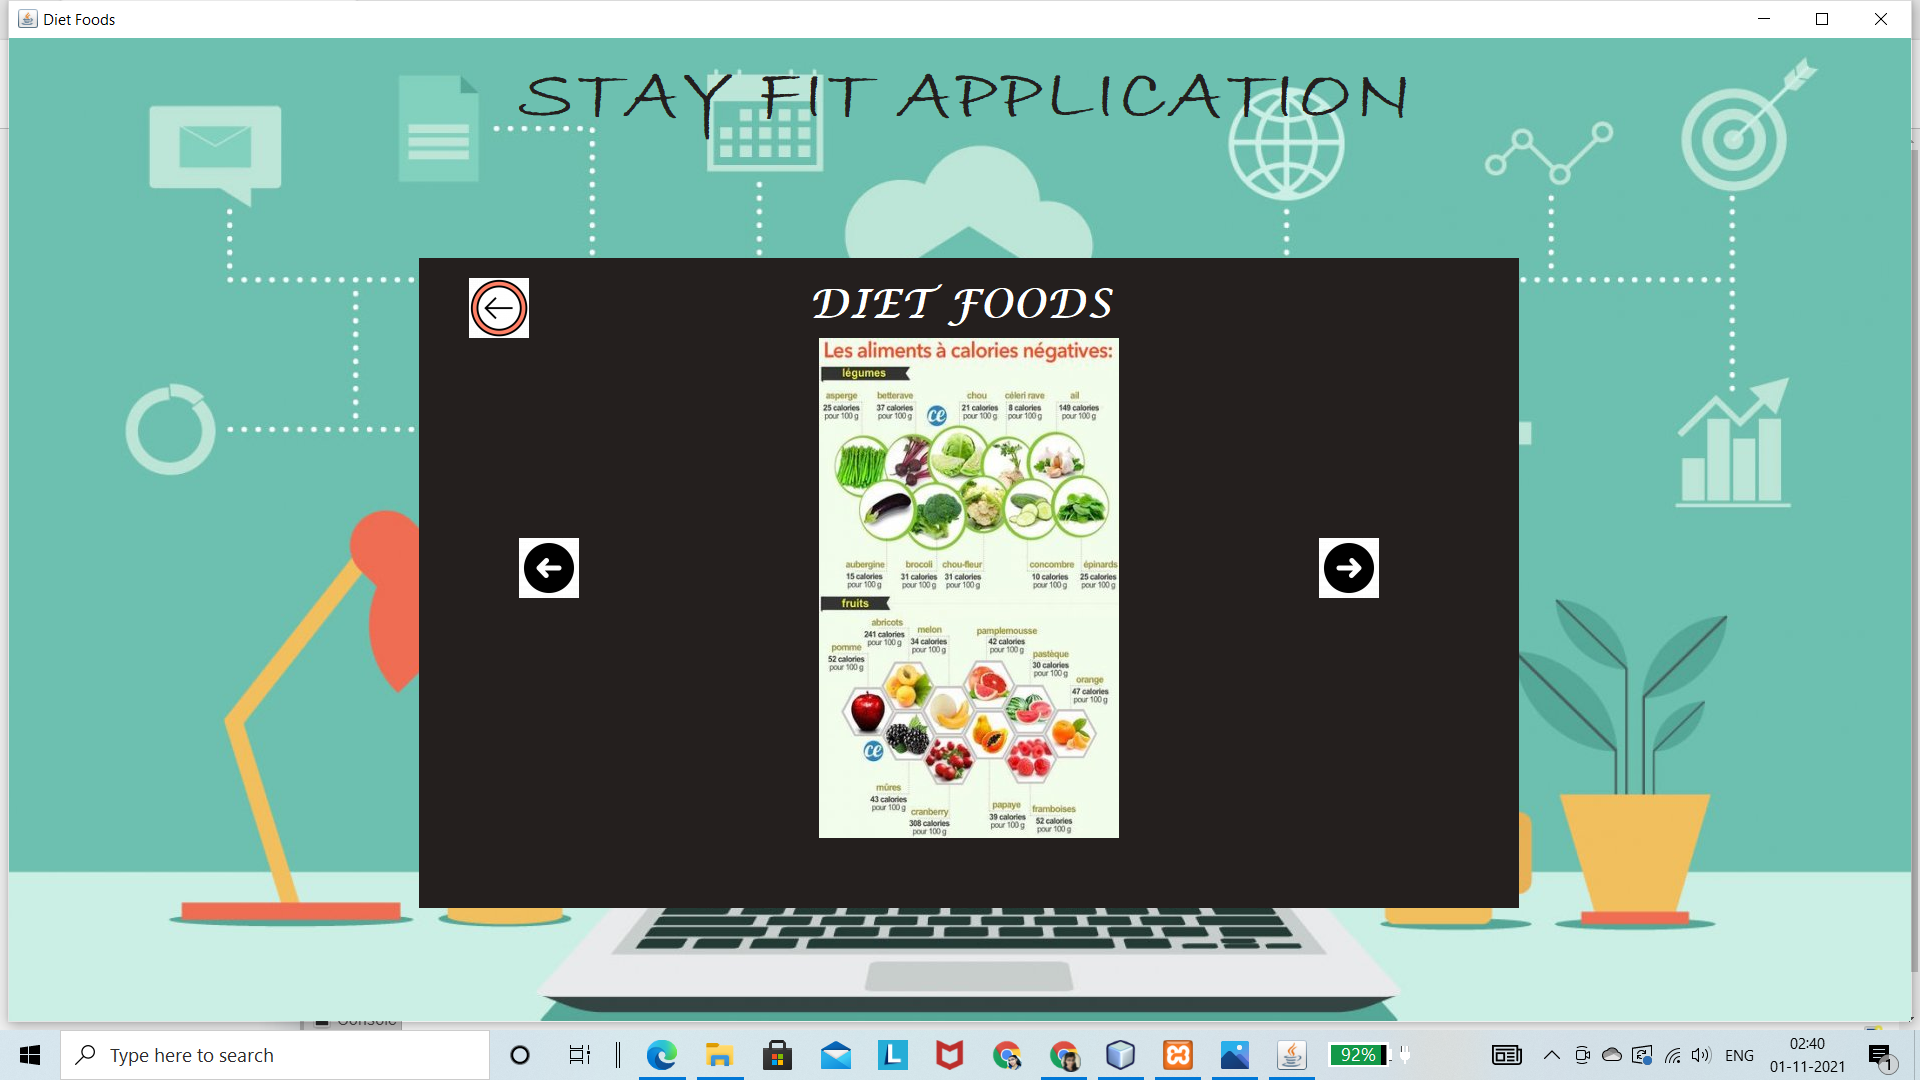 Diet Foods
STAY FIT APPLICATION
DIET FOODS
Les aliments à calories négatives:
légumes
asperge betterave chou céleri rave ail
25 calories 37 calories 21 calories 8 calories 149 calories
pour 100 g pour 100 g pour 100 g pour 100 g pour 100 g
ce
aubergine brocoli chou-fleur concombre épinards
15 calories 31 calories 31 calories 10 calories 25 calories
pour 100 g pour 100 g pour 100 g pour 100 g pour 100 g
fruits
abricots
241 calories
pour 100 g
melon
34 calories
pour 100 g
pamplemousse
42 calories
pour 100 g
pomme
52 calories
pour 100 g
pastèque
30 calories
pour 100 g
orange
47 calories
pour 100 g
ce
mûres
43 calories
pour 100 g
cranberry
308 calories
pour 100 g
papaye
39 calories
pour 100 g
framboises
52 calories
pour 100 g
Type here to search
L
92%
ENG
02:40
01-11-2021
1